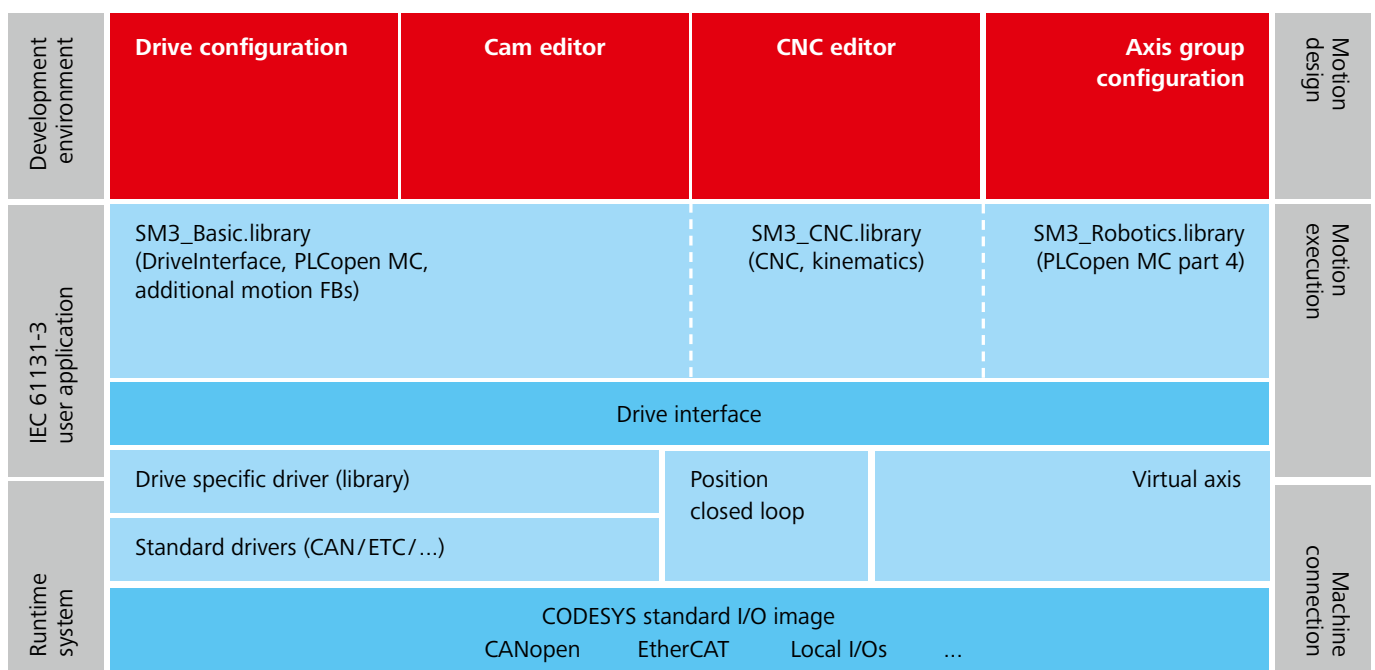 Development
environment
Drive configuration
Cam editor
CNC editor
Axis group
configuration
Motion
design
IEC 61131-3
user application
SM3_Basic.library
(DriveInterface, PLCopen MC,
additional motion FBs)
SM3_CNC.library
(CNC, kinematics)
SM3_Robotics.library
(PLCopen MC part 4)
Motion
execution
Drive interface
Drive specific driver (library)
Position
closed loop
Virtual axis
Standard drivers (CAN/ETC/...)
Runtime
system
CODESYS standard I/O image
CANopen EtherCAT Local I/Os ...
Machine
connection